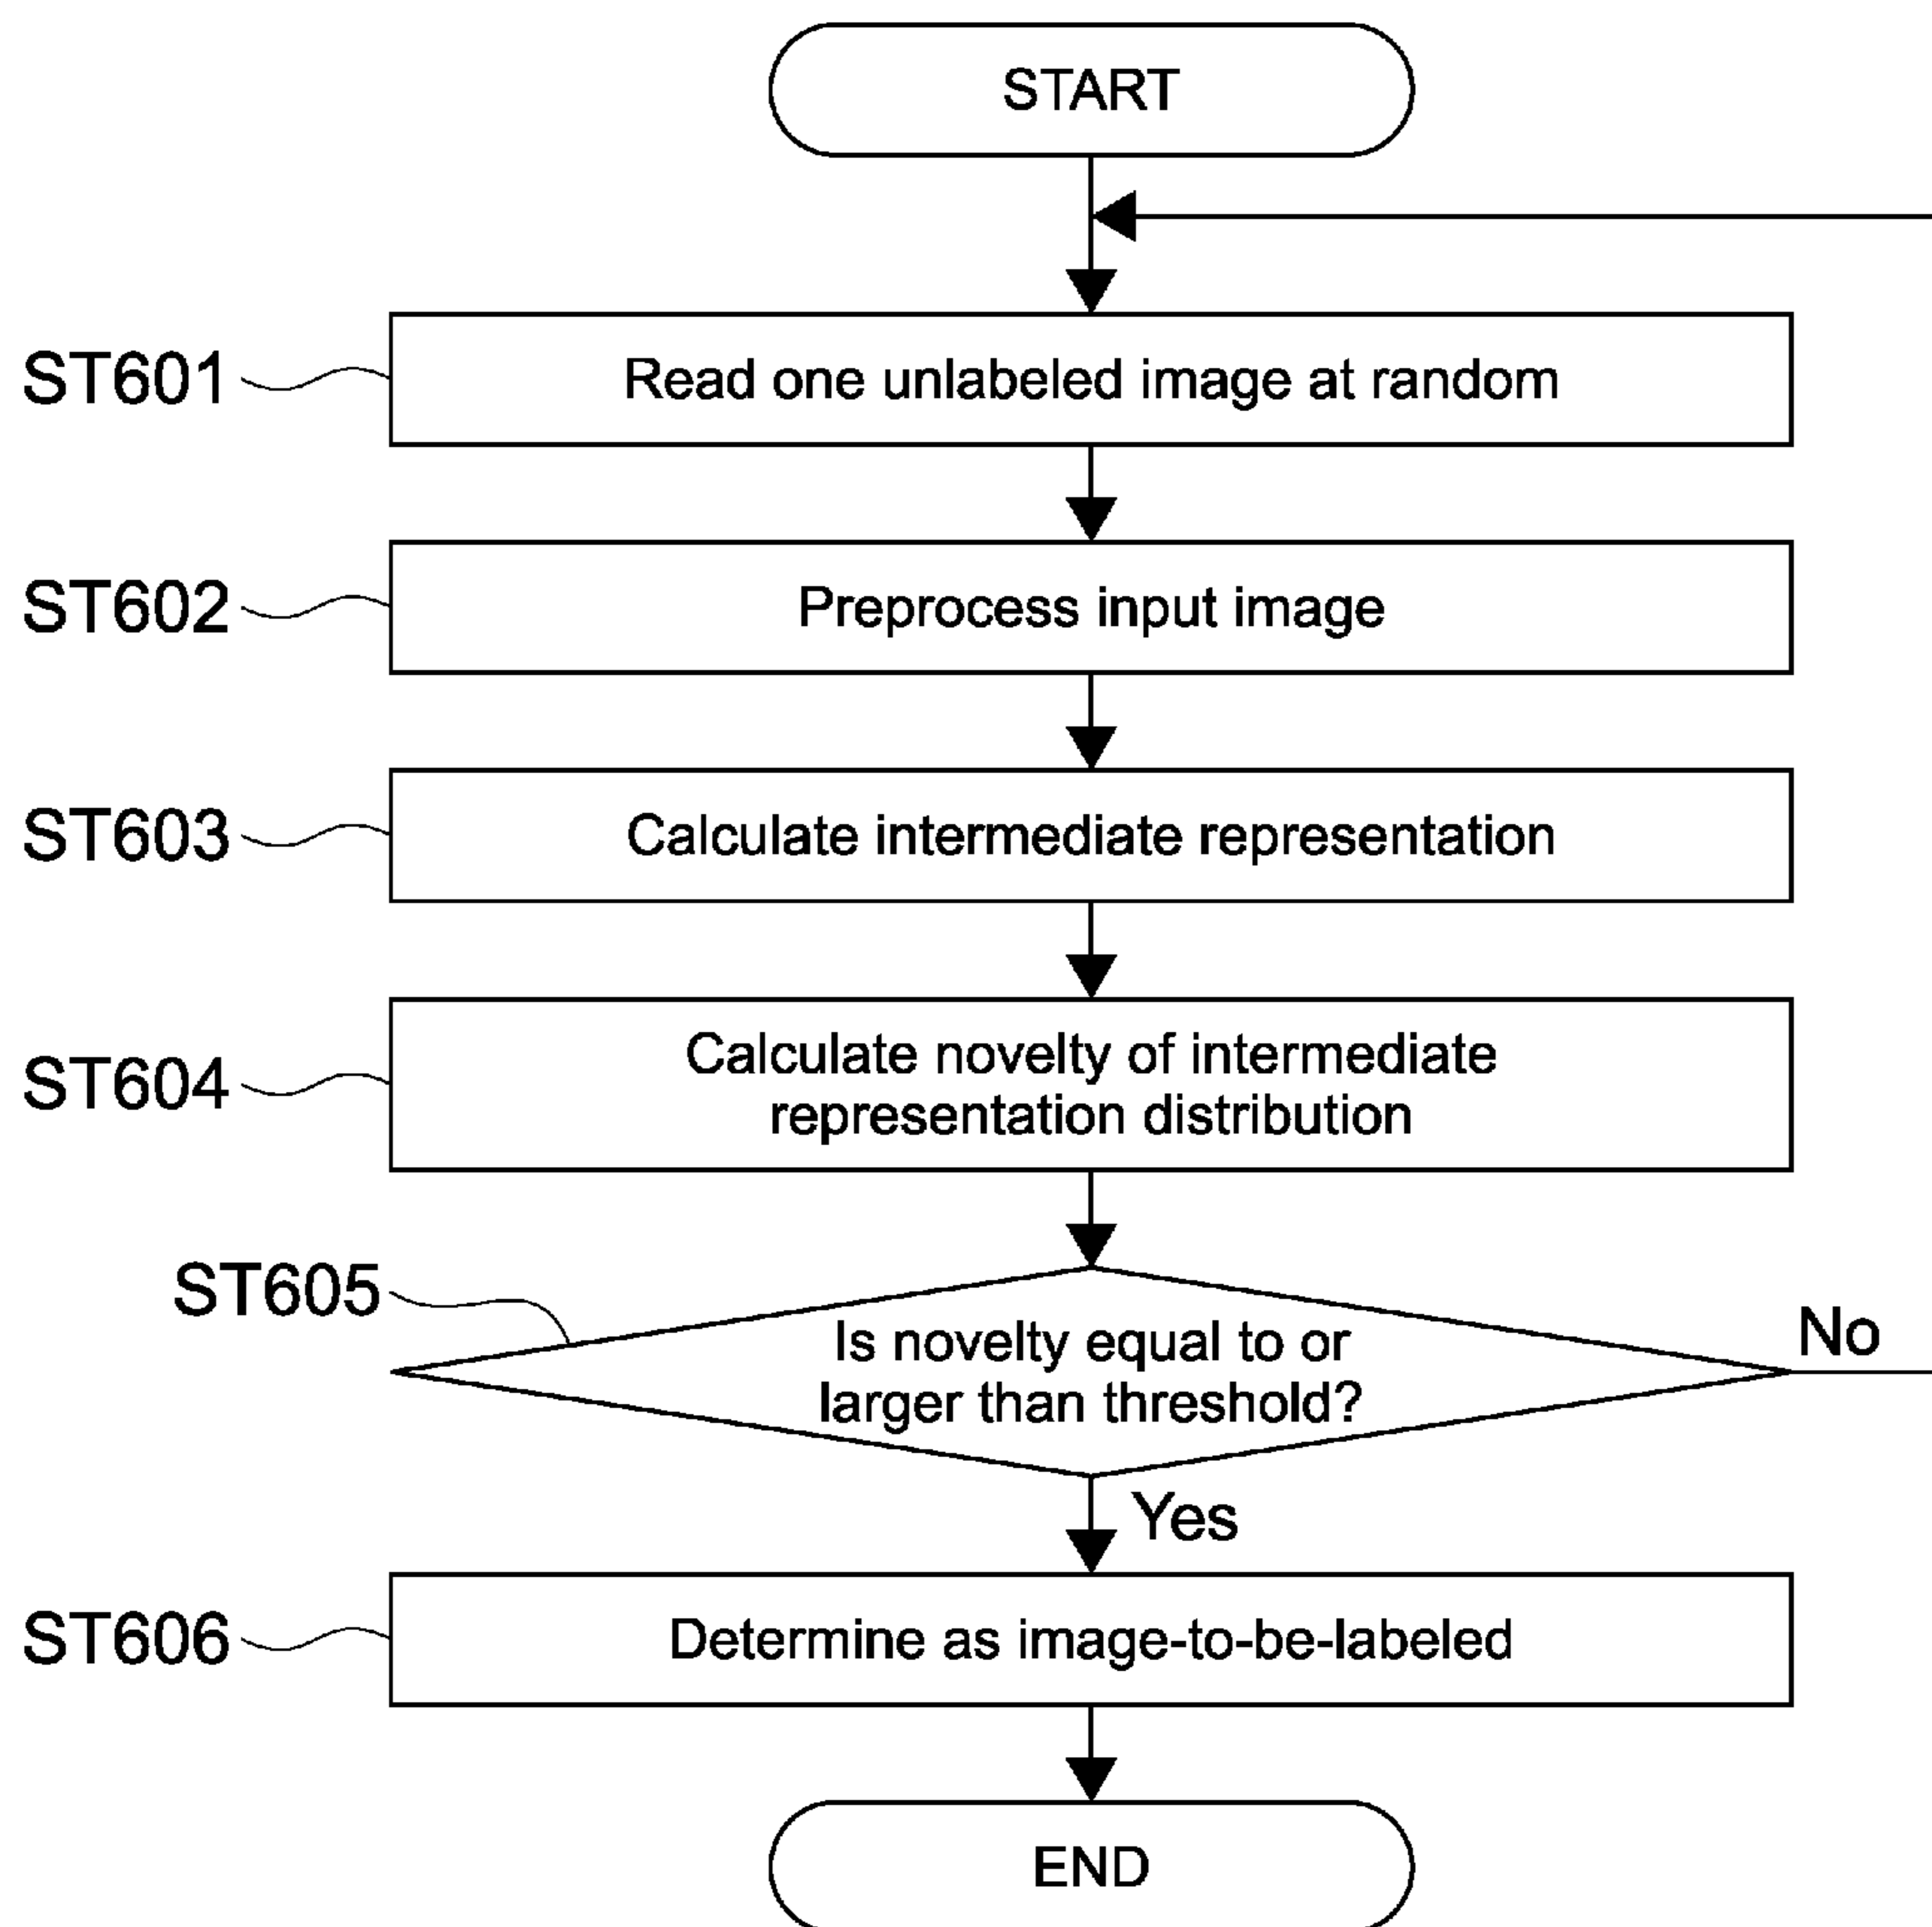 START
ST601
Read one unlabeled image at random
ST602
Preprocess input image
ST603
Calculate intermediate representation
ST604
Calculate novelty of intermediate
representation distribution
ST605
Is novelty equal to or
larger than threshold?
No
Yes
ST606
Determine as image-to-be-labeled
END